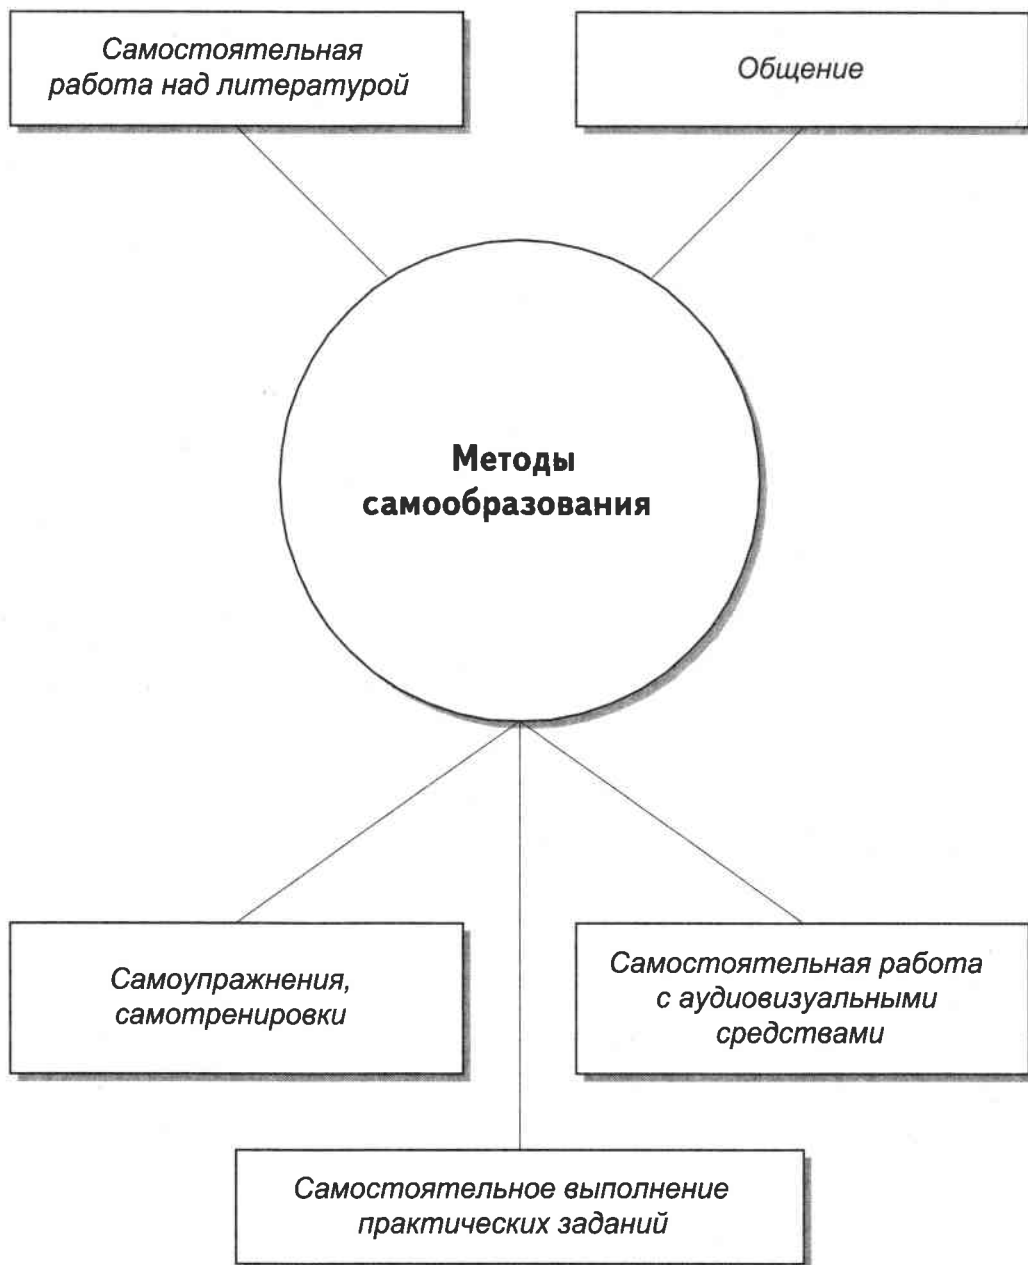 Самостоятельная
работа над литературой
Общение
Методы
самообразования
Самоупражнения,
самотренировки
Самостоятельная работа
с аудиовизуальными
средствами
Самостоятельное выполнение
практических заданий